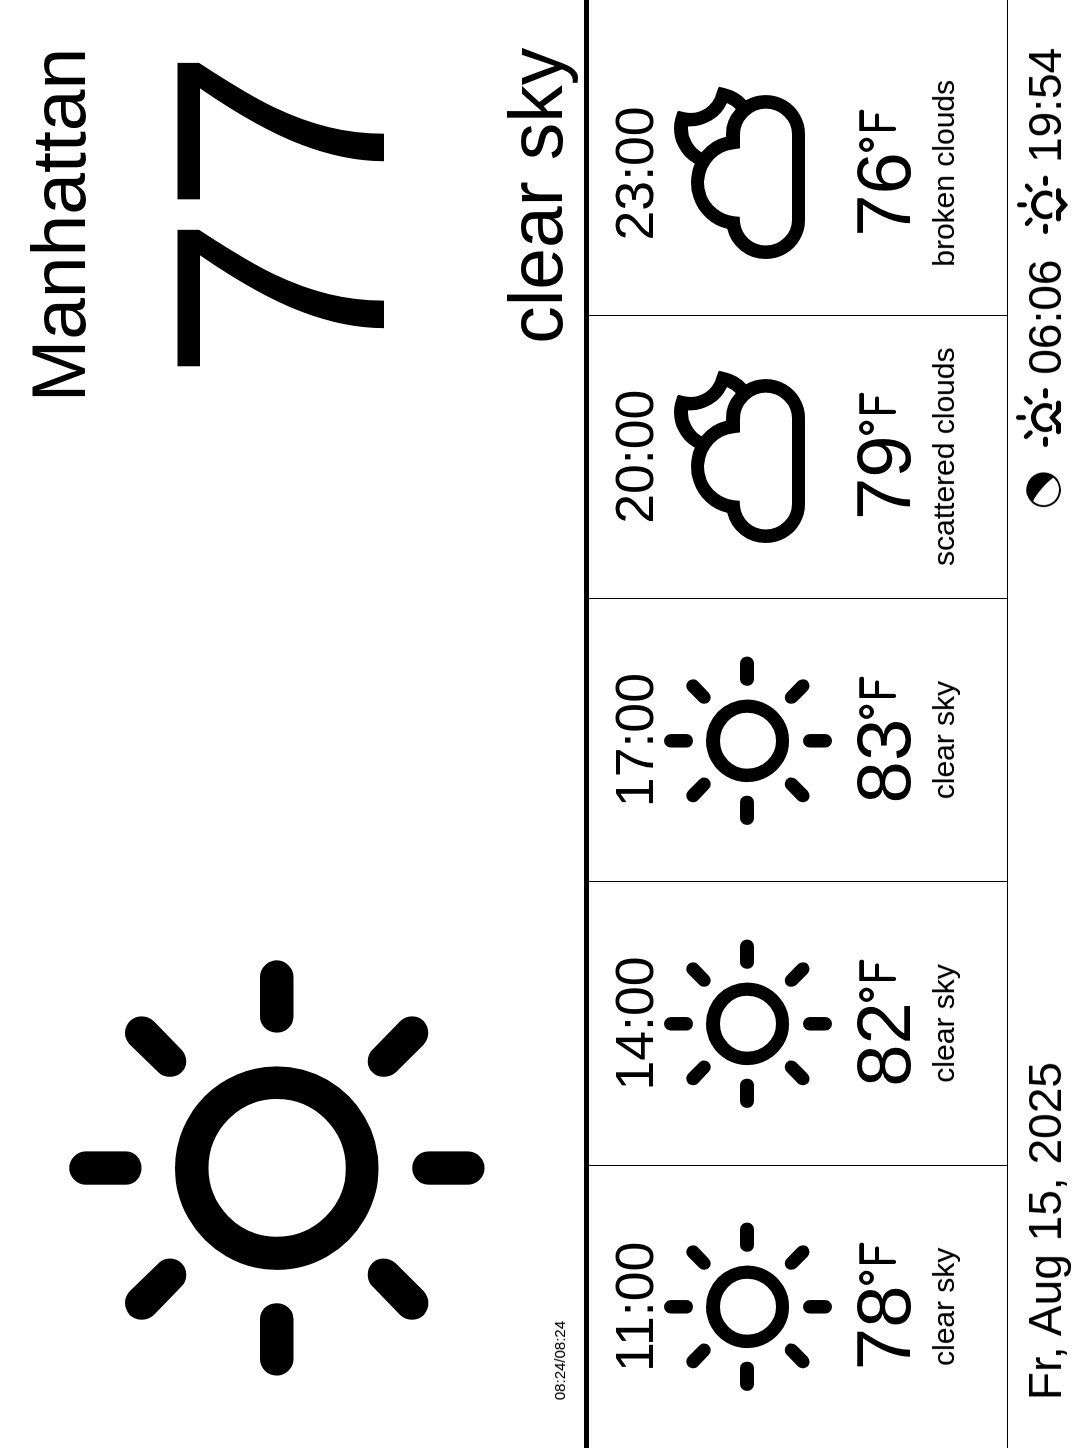 Manhattan
77
clear sky
08:24/08:24
11:00
78°F
clear sky
14:00
82°F
clear sky
17:00
83°F
clear sky
20:00
79°F
scattered clouds
23:00
76°F
broken clouds
Fr, Aug 15, 2025
06:06 19:54